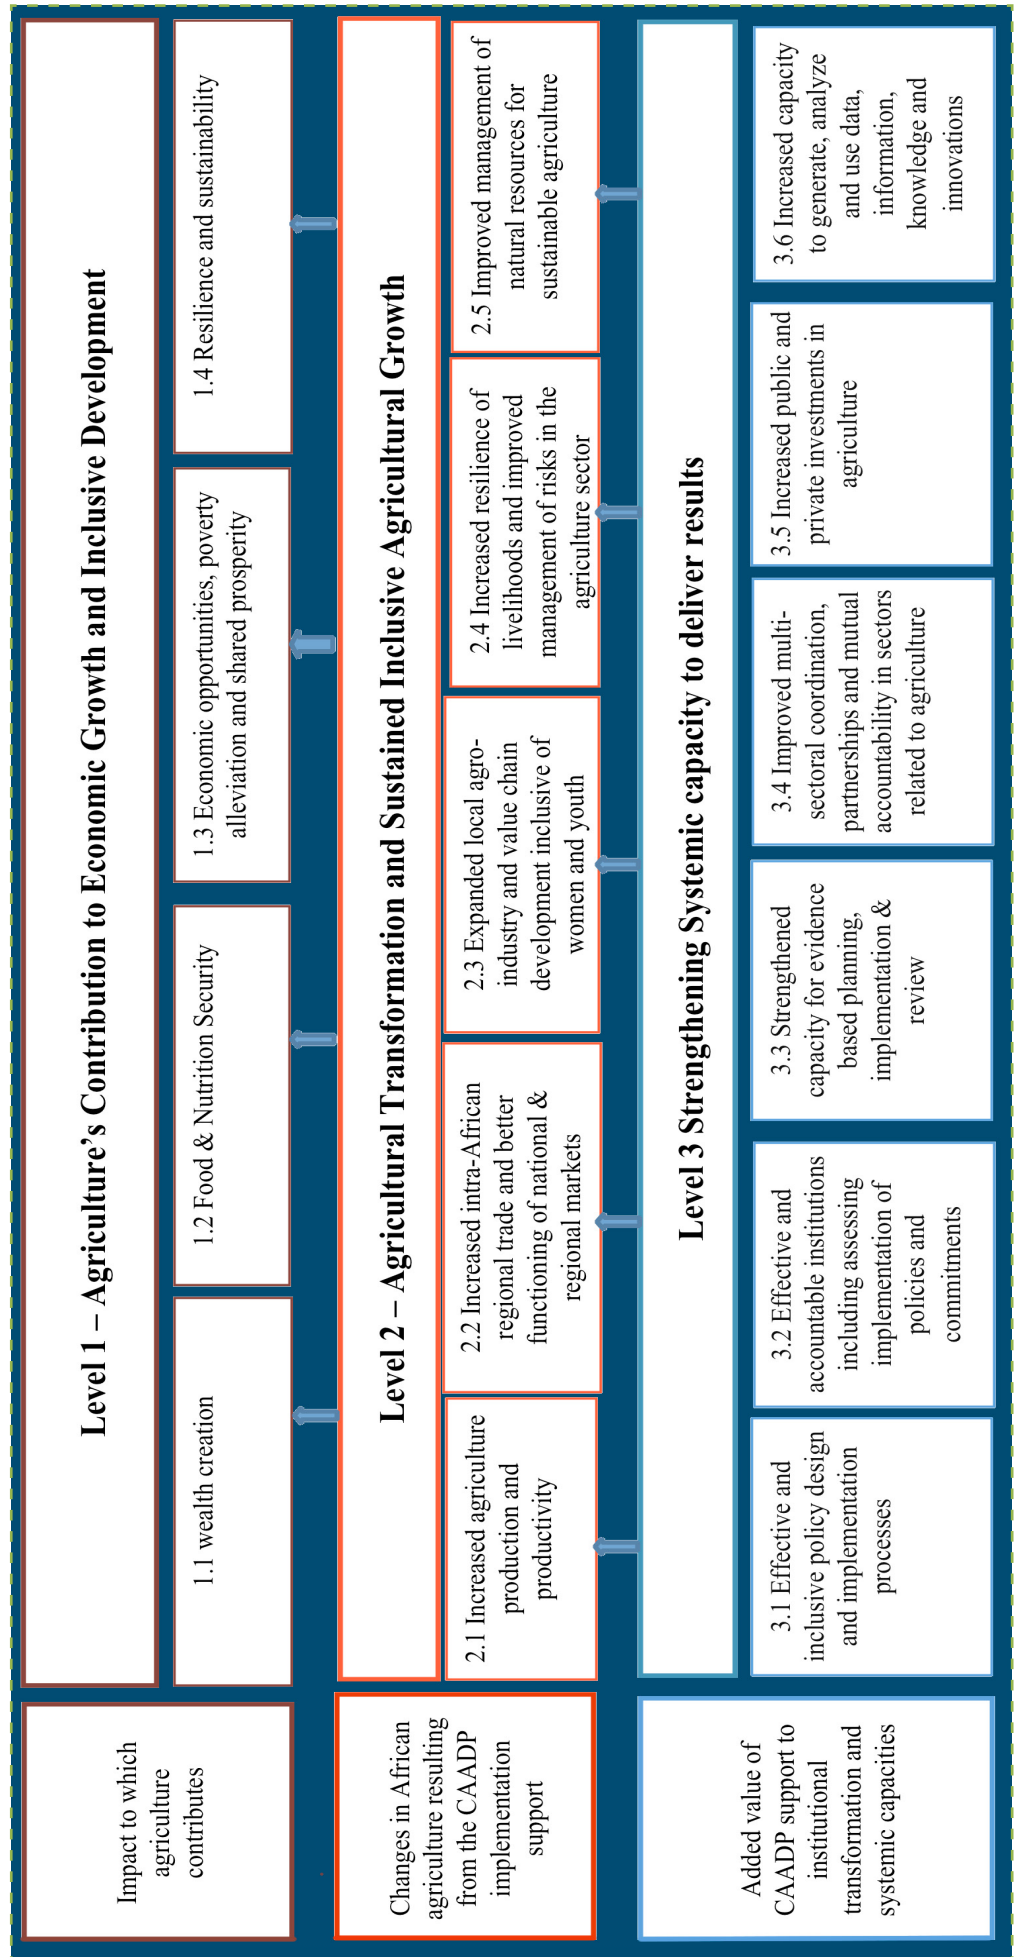 Impact to which
agriculture
contributes
Level 1 – Agriculture’s Contribution to Economic Growth and Inclusive Development
1.1 wealth creation
1.2 Food & Nutrition Security
1.3 Economic opportunities, poverty
alleviation and shared prosperity
1.4 Resilience and sustainability
Changes in African
agriculture resulting
from the CAADP
implementation
support
Level 2 – Agricultural Transformation and Sustained Inclusive Agricultural Growth
2.1 Increased agriculture
production and
productivity
2.2 Increased intra-African
regional trade and better
functioning of national &
regional markets
2.3 Expanded local agro-
industry and value chain
development inclusive of
women and youth
2.4 Increased resilience of
livelihoods and improved
management of risks in the
agriculture sector
2.5 Improved management of
natural resources for
sustainable agriculture
Added value of
CAADP support to
institutional
transformation and
systemic capacities
Level 3 Strengthening Systemic capacity to deliver results
3.1 Effective and
inclusive policy design
and implementation
processes
3.2 Effective and
accountable institutions
including assessing
implementation of
policies and
commitments
3.3 Strengthened
capacity for evidence
based planning,
implementation &
review
3.4 Improved multi-
sectoral coordination,
partnerships and mutual
accountability in sectors
related to agriculture
3.5 Increased public and
private investments in
agriculture
3.6 Increased capacity
to generate, analyze
and use data,
information,
knowledge and
innovations